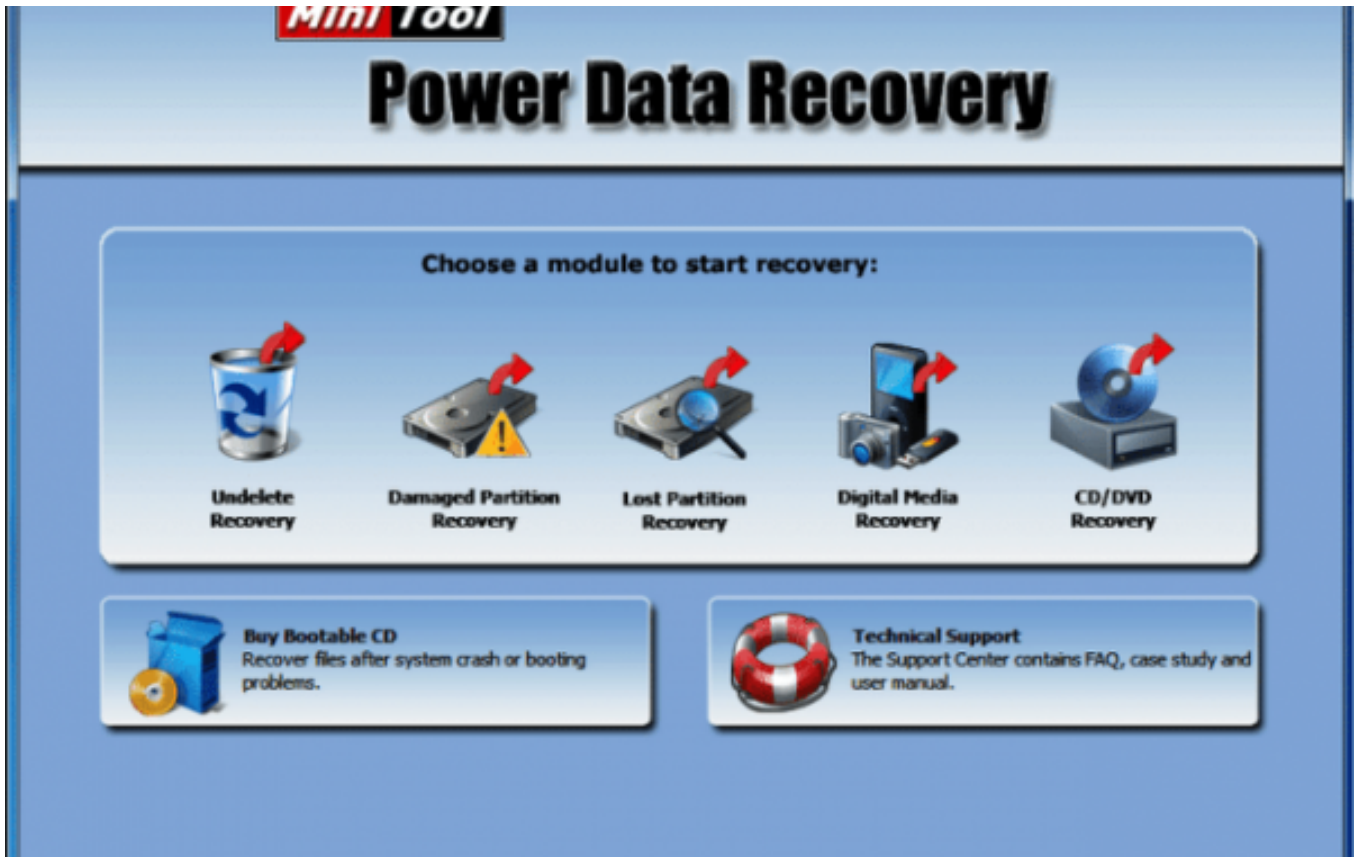 Mini Tool
Power Data Recovery
Choose a module to start recovery:
Undelete
Recovery
Damaged Partition
Recovery
Lost Partition
Recovery
Digital Media
Recovery
CD/DVD
Recovery
Buy Bootable CD
Recover files after system crash or booting
problems.
Technical Support
The Support Center contains FAQ, case study and
user manual.